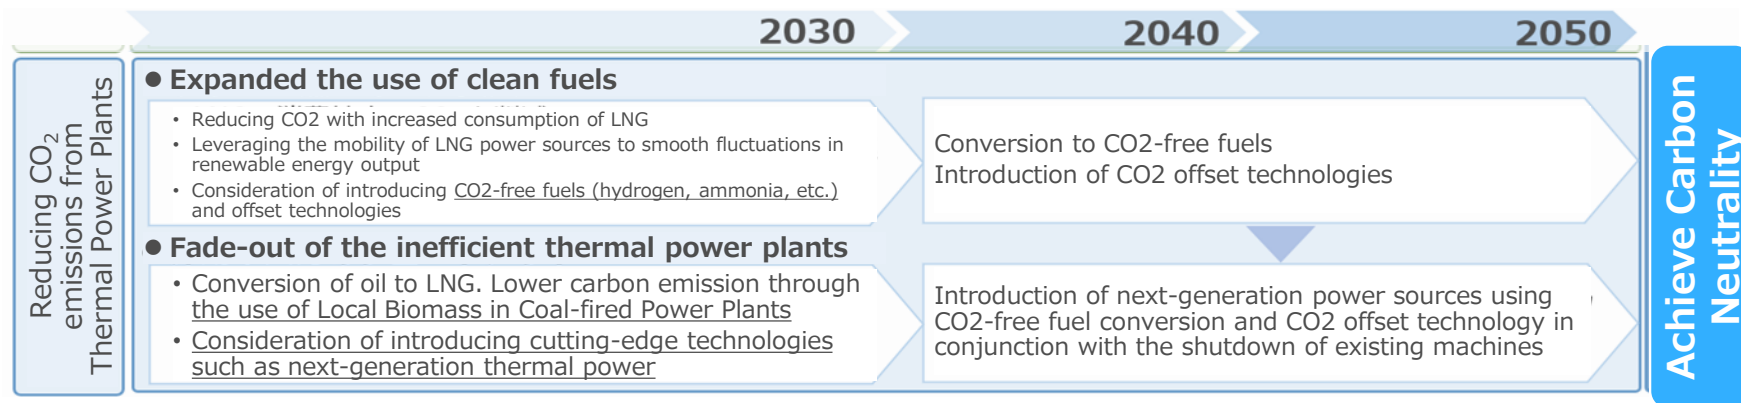 2030
2040
2050
Reducing CO₂
emissions from
Thermal Power Plants
● Expanded the use of clean fuels
• Reducing CO2 with increased consumption of LNG
• Leveraging the mobility of LNG power sources to smooth fluctuations in
renewable energy output
• Consideration of introducing CO2-free fuels (hydrogen, ammonia, etc.)
and offset technologies
Conversion to CO2-free fuels
Introduction of CO2 offset technologies
● Fade-out of the inefficient thermal power plants
• Conversion of oil to LNG. Lower carbon emission through
the use of Local Biomass in Coal-fired Power Plants
• Consideration of introducing cutting-edge technologies
such as next-generation thermal power
Introduction of next-generation power sources using
CO2-free fuel conversion and CO2 offset technology in
conjunction with the shutdown of existing machines
Achieve Carbon
Neutrality